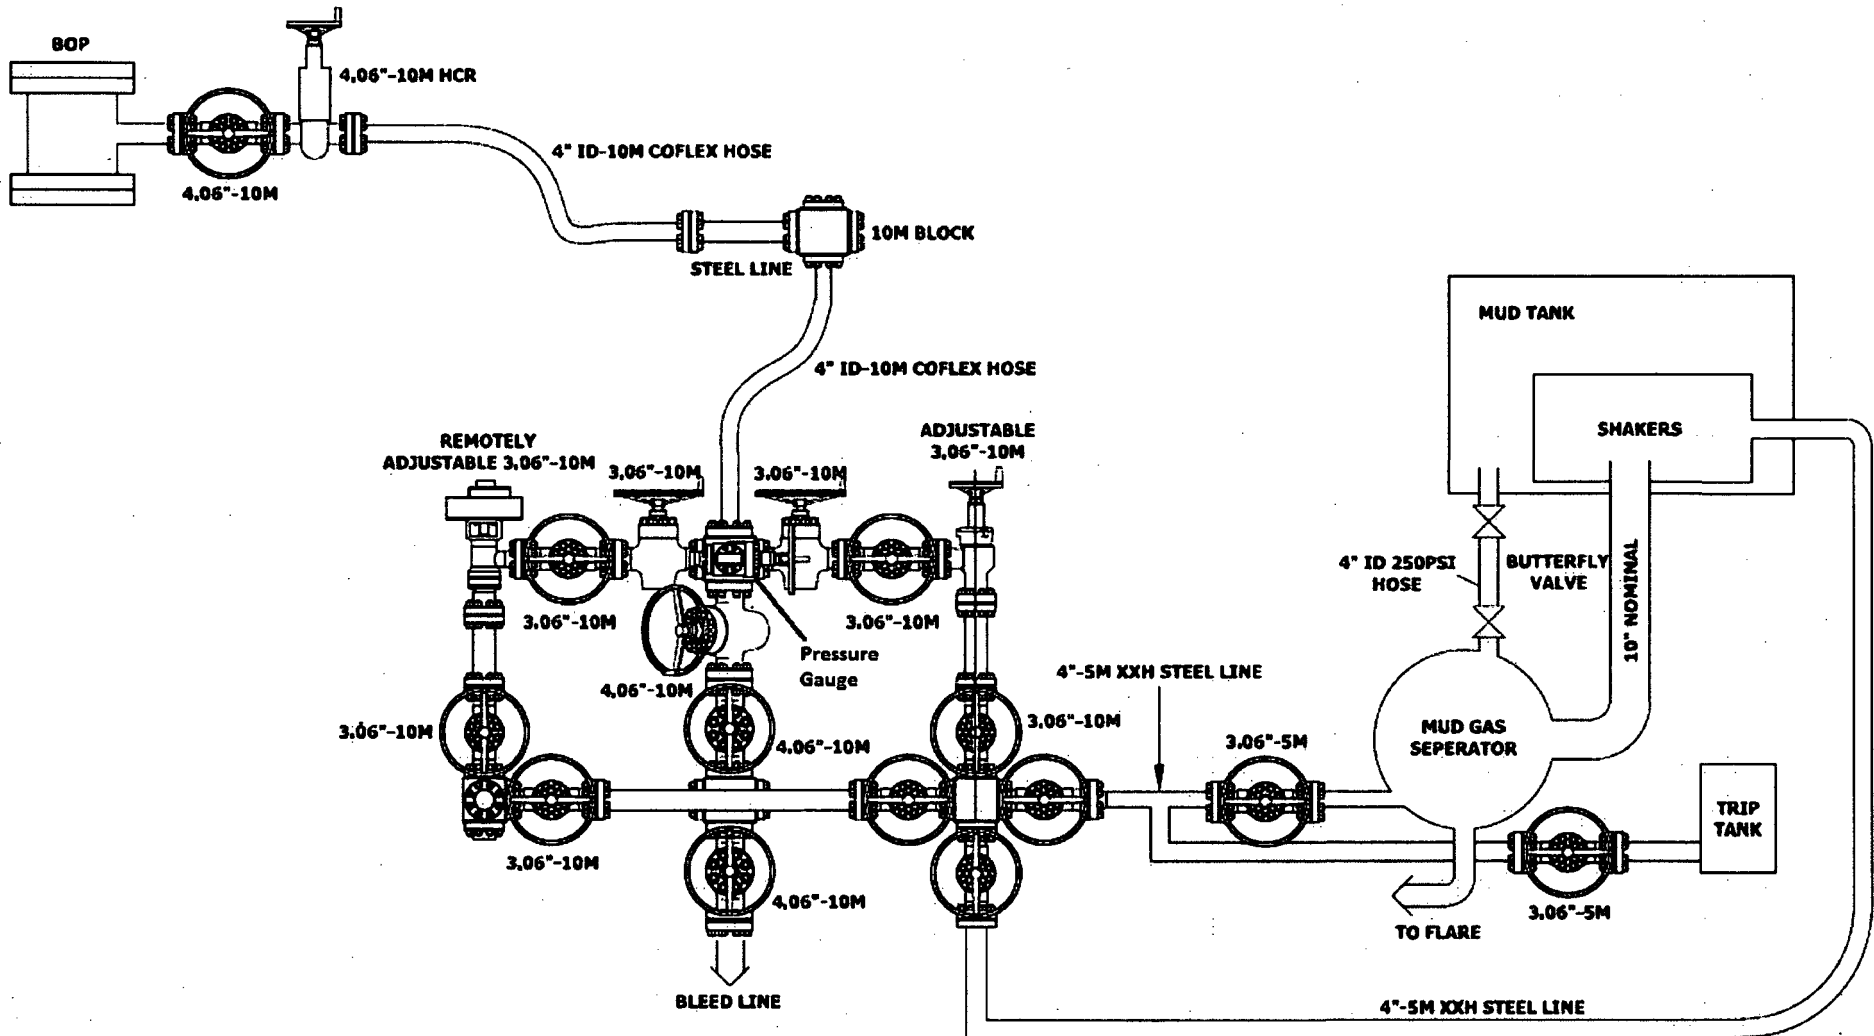 BOP
4.06"-10M HCR
4.06"-10M
4" ID-10M COFLEX HOSE
10M BLOCK
STEEL LINE
4" ID-10M COFLEX HOSE
MUD TANK
SHAKERS
REMOTELY
ADJUSTABLE 3.06"-10M
3.06"-10M
3.06"-10M
ADJUSTABLE
3.06"-10M
4" ID 250PSI
HOSE
BUTTERFLY
VALVE
10" NOMINAL
3.06"-10M
3.06"-10M
Pressure
Gauge
4.06"-10M
4"-5M XXH STEEL LINE
3.06"-10M
4.06"-10M
3.06"-10M
3.06"-5M
MUD GAS
SEPERATOR
TRIP
TANK
3.06"-10M
4.06"-10M
3.06"-5M
TO FLARE
BLEED LINE
4"-5M XXH STEEL LINE